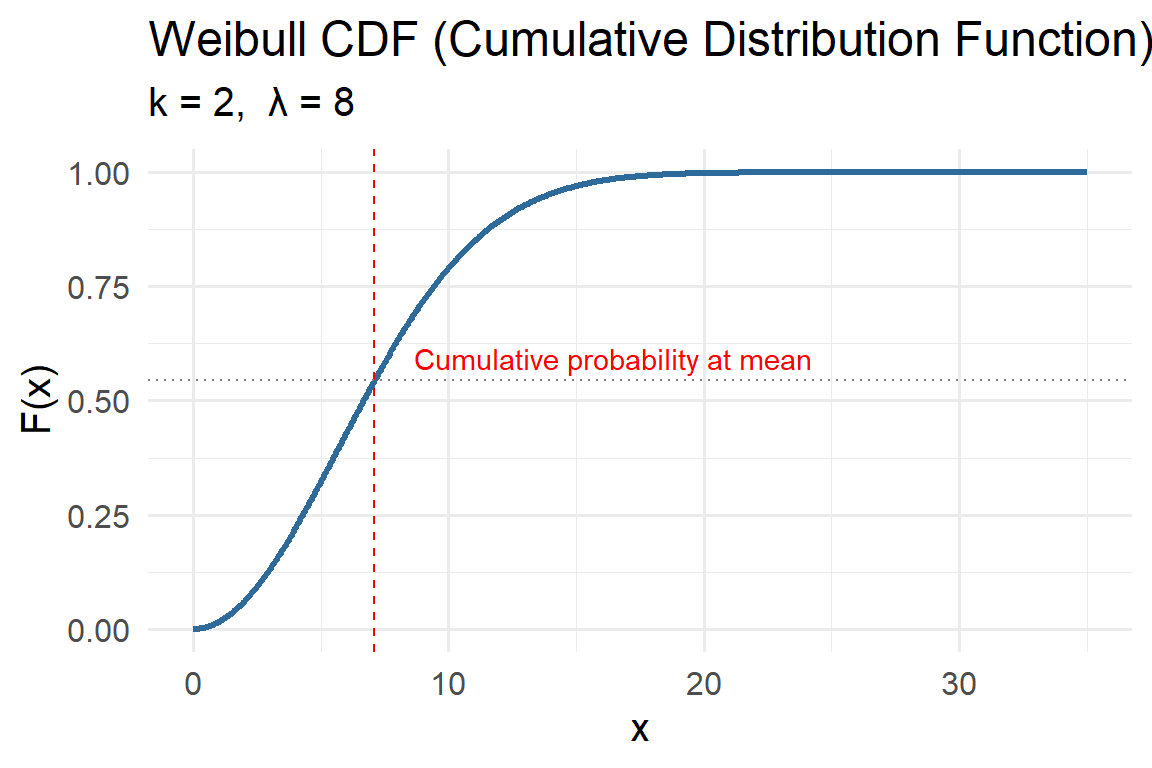 Weibull CDF (Cumulative Distribution Function)
k = 2,  λ = 8
1.00
0.75
0.50
0.25
0.00
F(x)
Cumulative probability at mean
0
10
20
30
x